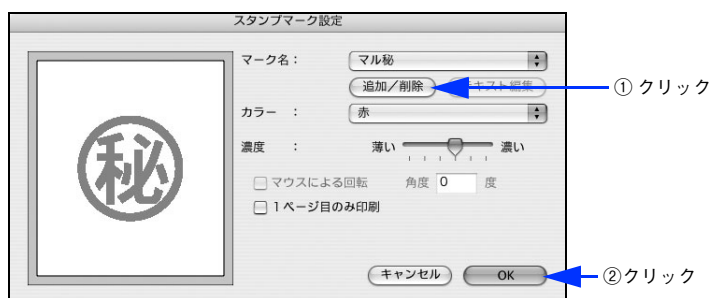 スタンプマーク設定
マーク名： マル秘
追加／削除 テキスト編集 ① クリック
カラー ： 赤
濃度 ： 薄い 濃い
秘
マウスによる回転 角度 0 度
1ページ目のみ印刷
キャンセル OK ②クリック